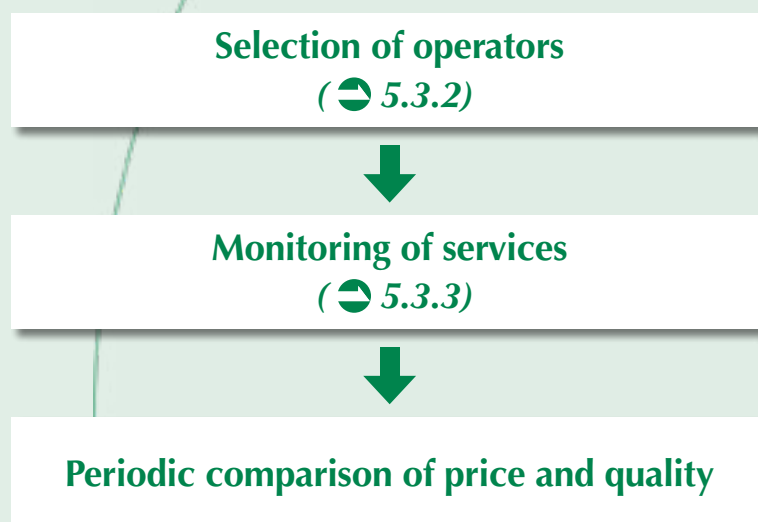 Selection of operators
( ➲ 5.3.2)
Monitoring of services
( ➲ 5.3.3)
Periodic comparison of price and quality